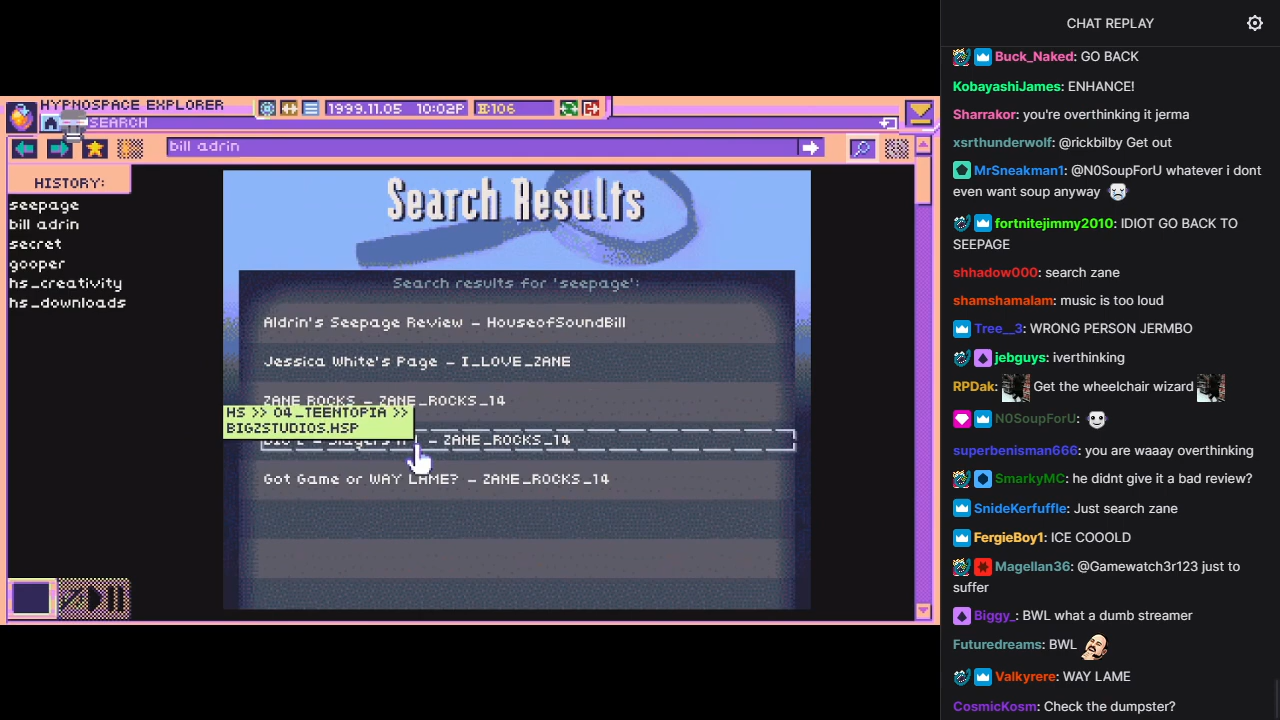 HYPNOSPACE EXPLORER
1999.11.05 10:02P
106
SEARCH
bill adrin
HISTORY:
seepage
bill adrin
secret
gooper
hs_creativity
hs_downloads
Search Results
Search results for 'seepage':
Aldrin's Seepage Review - HouseofSoundBill
Jessica White's Page - I_LOVE_ZANE
ZANE ROCKS - ZANE_ROCKS_14
HS >> 04_TEENTOPIA >>
BIG2STUDIOS.HSP
- ZANE_ROCKS_14
Got Game or WAY LAME? - ZANE_ROCKS_14
CHAT REPLAY
Buck_Naked: GO BACK
KobayashiJames: ENHANCE!
Sharrakor: you're overthinking it jerma
xsrthunderwolf: @rickbilby Get out
MrSneakman1: @N0SoupForU whatever i dont
even want soup anyway
fortnitejimmy2010: IDIOT GO BACK TO
SEEPAGE
shhadow000: search zane
shamshamalam: music is too loud
Tree__3: WRONG PERSON JERMBO
jebguys: iverthinking
RPDak: Get the wheelchair wizard
N0SoupForU:
superbenisman666: you are waaay overthinking
SmarkyMC: he didnt give it a bad review?
SnideKerfuffle: Just search zane
FergieBoy1: ICE COOOLD
Magellan36: @Gamewatch3r123 just to
suffer
Biggy_: BWL what a dumb streamer
Futuredreams: BWL
Valkyrere: WAY LAME
CosmicKosm: Check the dumpster?